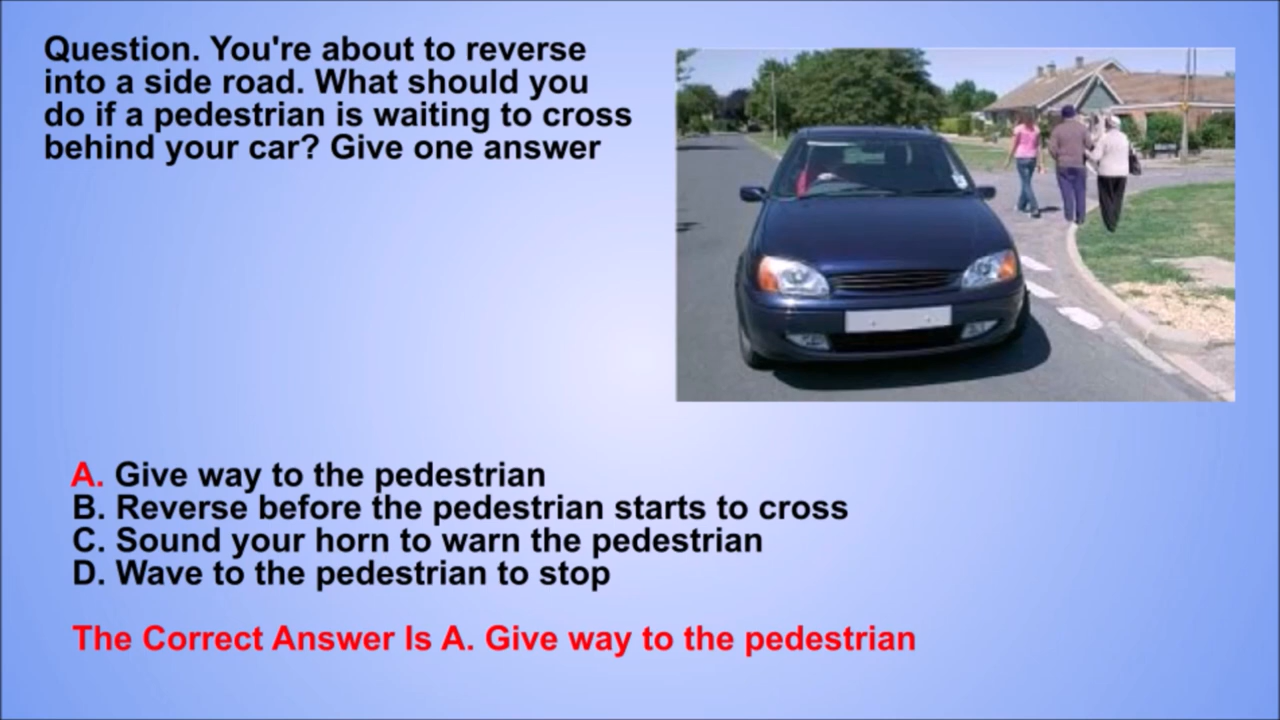 Question. You're about to reverse
into a side road. What should you
do if a pedestrian is waiting to cross
behind your car? Give one answer
A. Give way to the pedestrian
B. Reverse before the pedestrian starts to cross
C. Sound your horn to warn the pedestrian
D. Wave to the pedestrian to stop
The Correct Answer Is A. Give way to the pedestrian